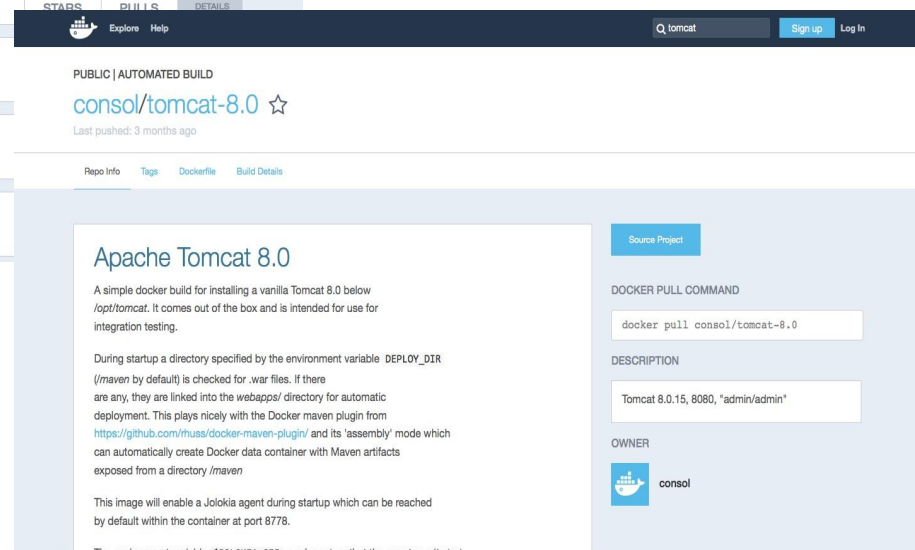 STARS PULLS DETAILS
Explore Help tomcat Sign up Log In
PUBLIC | AUTOMATED BUILD
consol/tomcat-8.0
Last pushed: 3 months ago
Repo Info Tags Dockerfile Build Details
Apache Tomcat 8.0
A simple docker build for installing a vanilla Tomcat 8.0 below
/opt/tomcat. It comes out of the box and is intended for use for
integration testing.
During startup a directory specified by the environment variable DEPLOY_DIR
(/maven by default) is checked for .war files. If there
are any, they are linked into the webapps/ directory for automatic
deployment. This plays nicely with the Docker maven plugin from
https://github.com/rhuss/docker-maven-plugin/ and its 'assembly' mode which
can automatically create Docker data container with Maven artifacts
exposed from a directory /maven
This image will enable a Jolokia agent during startup which can be reached
by default within the container at port 8778.
Source Project
DOCKER PULL COMMAND
docker pull consol/tomcat-8.0
DESCRIPTION
Tomcat 8.0.15, 8080, "admin/admin"
OWNER
consol